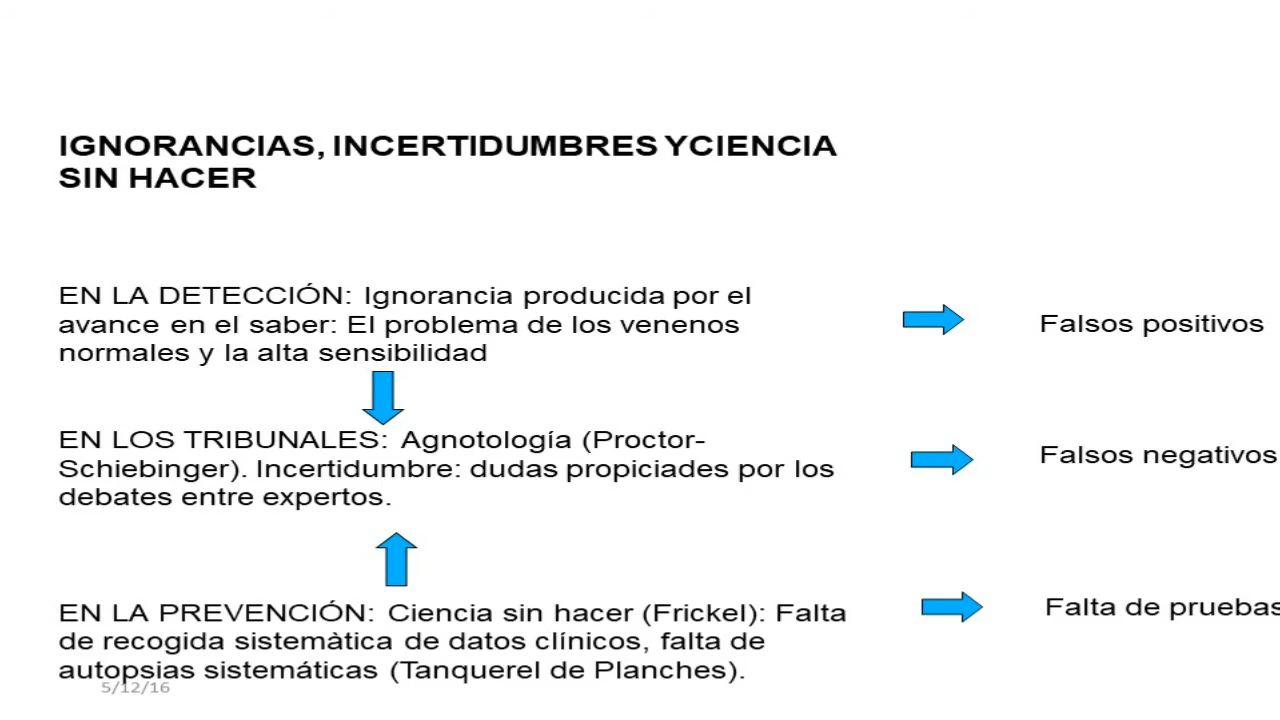 IGNORANCIAS, INCERTIDUMBRES YCIENCIA
SIN HACER
EN LA DETECCIÓN: Ignorancia producida por el
avance en el saber: El problema de los venenos
normales y la alta sensibilidad
Falsos positivos
EN LOS TRIBUNALES: Agnotología (Proctor-
Schiebinger). Incertidumbre: dudas propiciades por los
debates entre expertos.
Falsos negativos
EN LA PREVENCIÓN: Ciencia sin hacer (Frickel): Falta
de recogida sistemàtica de datos clínicos, falta de
autopsias sistemáticas (Tanquerel de Planches).
Falta de pruebas
5/12/16